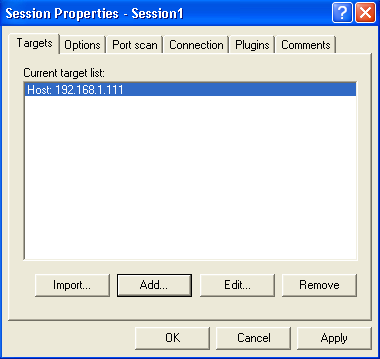 Session Properties - Session1
Targets Options Port scan Connection Plugins Comments
Current target list:
Host: 192.168.1.111
Import... Add... Edit... Remove
OK Cancel Apply